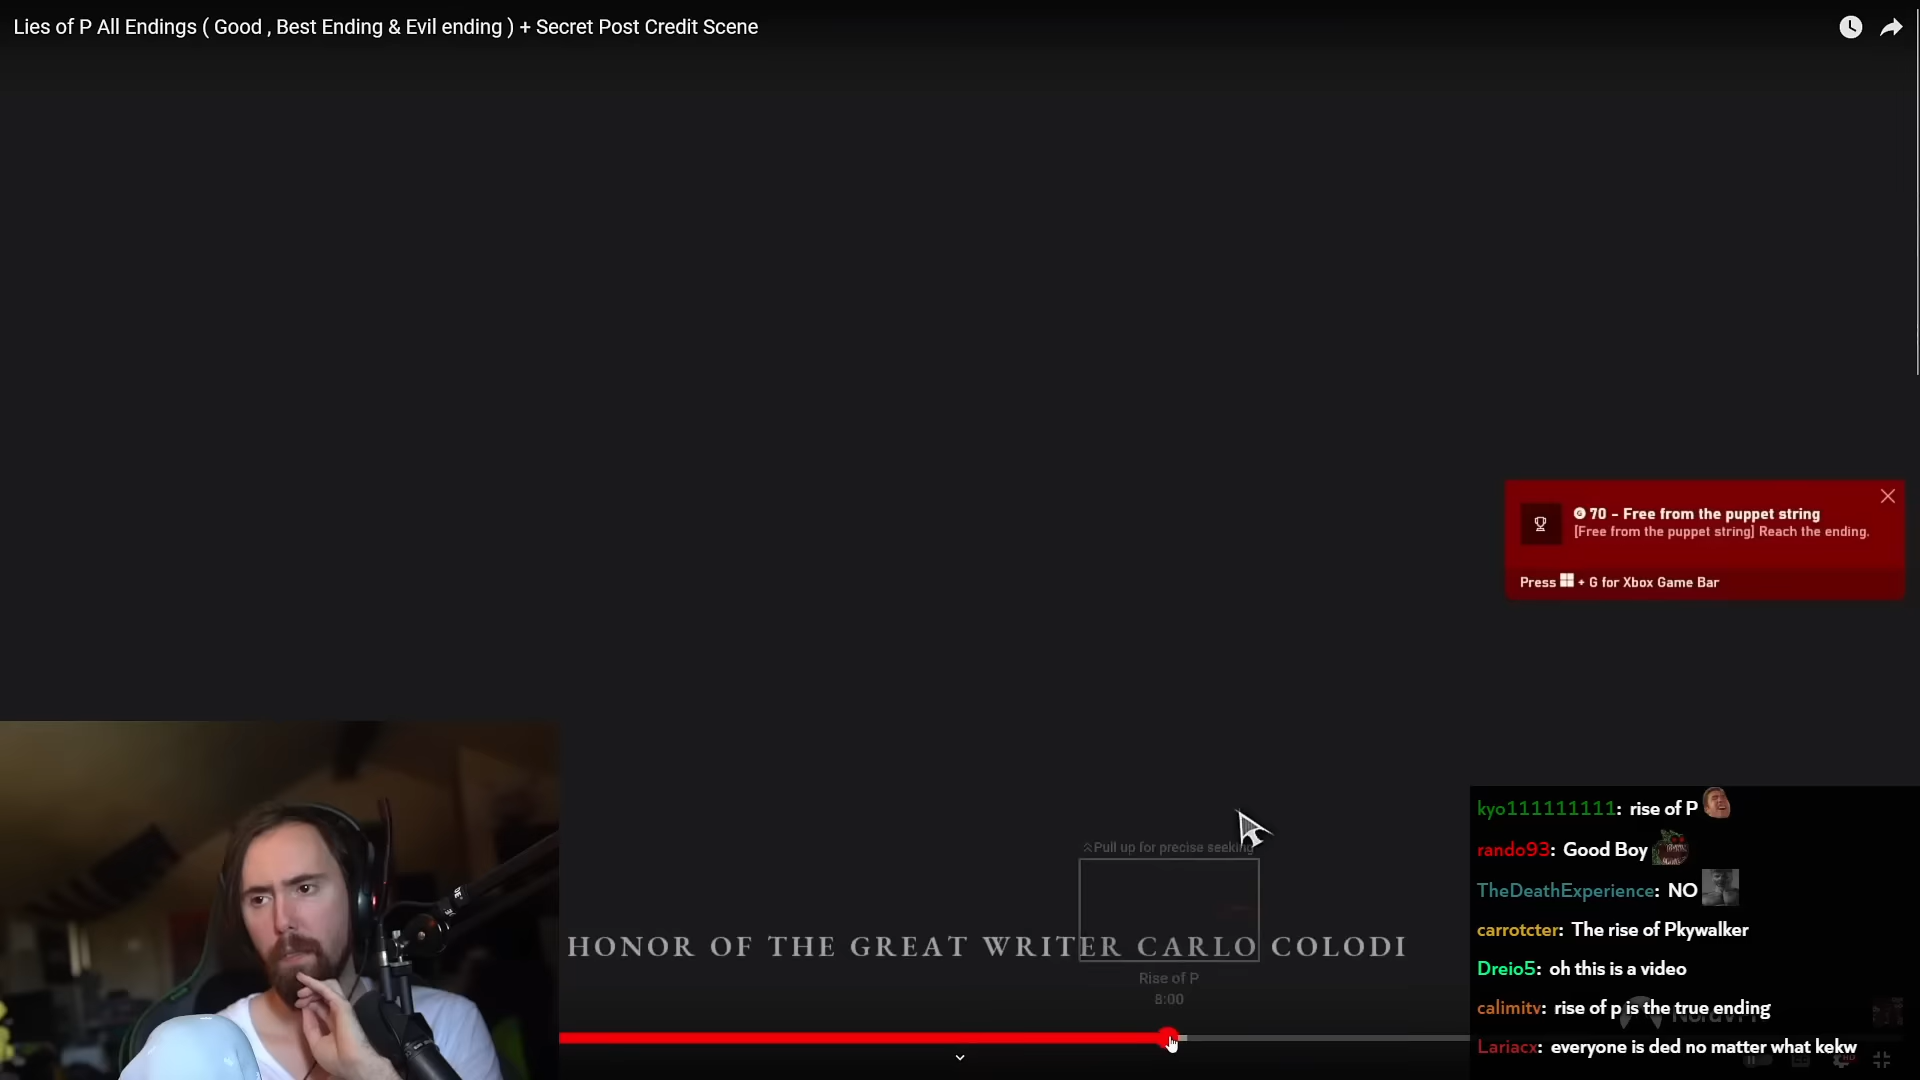 Lies of P All Endings ( Good , Best Ending & Evil ending ) + Secret Post Credit Scene
G 70 - Free from the puppet string
[Free from the puppet string] Reach the ending.
Press + G for Xbox Game Bar
kyo111111111: rise of P
rando93: Good Boy
TheDeathExperience: NO
carrotcter: The rise of Pkywalker
Dreio5: oh this is a video
calimitv: rise of p is the true ending
Lariacx: everyone is ded no matter what kekw
Pull up for precise seeking
HONOR OF THE GREAT WRITER CARLO COLODI
Rise of P
8:00